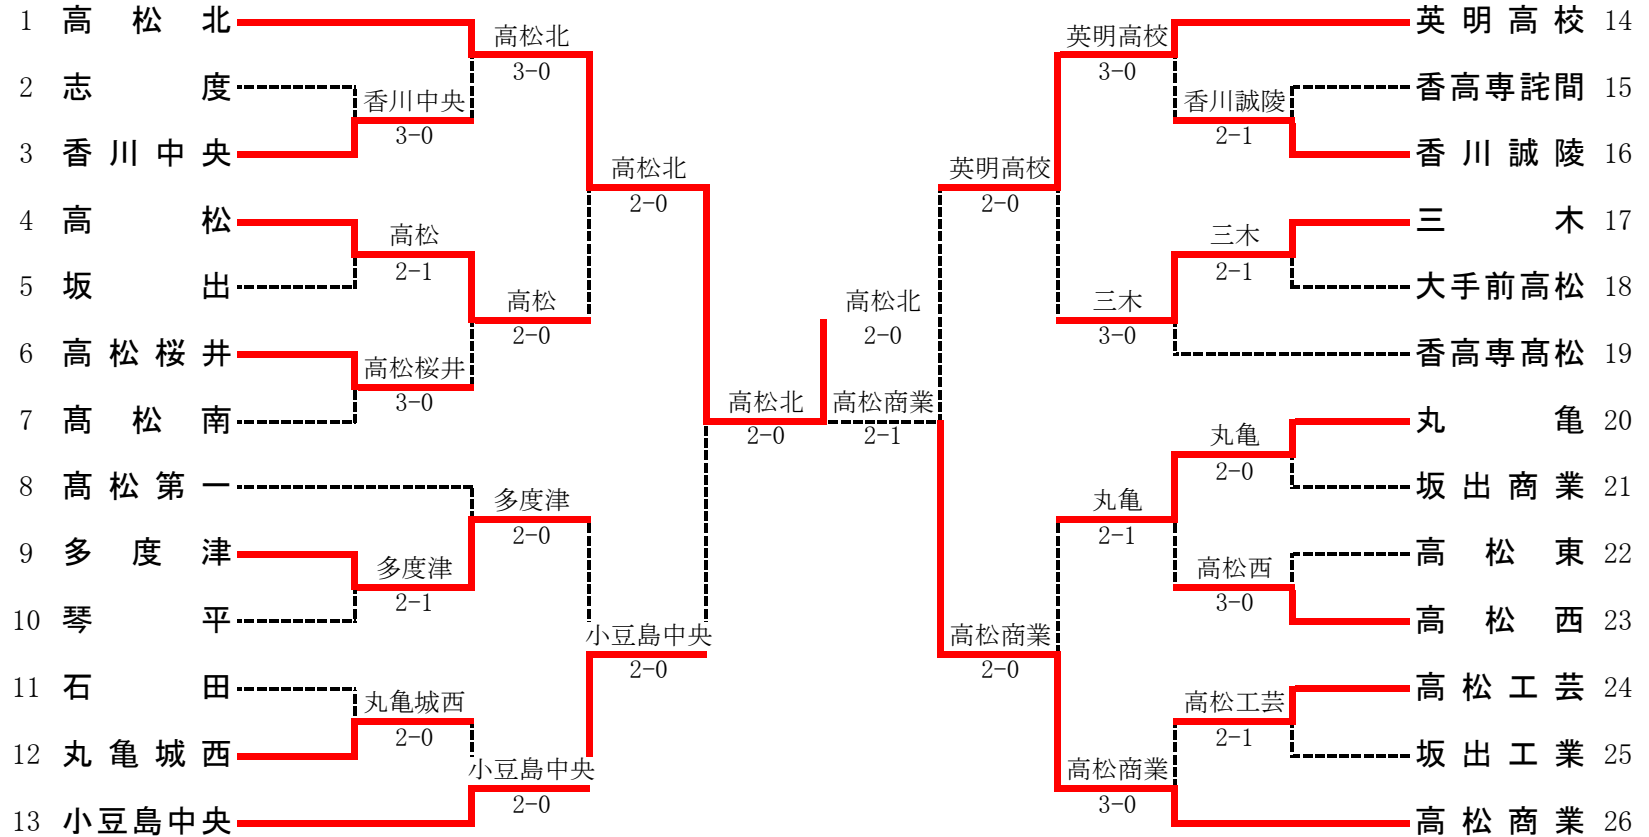 1 高松北
2 志度
3 香川中央
4 高松
5 坂出
6 高松桜井
7 髙松南
8 髙松第一
9 多度津
10 琴平
11 石田
12 丸亀城西
13 小豆島中央
香川中央
3-0
高松
2-1
高松桜井
3-0
多度津
2-1
丸亀城西
2-0
高松北
3-0
高松
2-0
多度津
2-0
小豆島中央
2-0
高松北
2-0
小豆島中央
2-0
高松北
2-0
高松北
2-0
高松商業
2-1
英明高校
2-0
高松商業
2-0
英明高校
3-0
三木
3-0
丸亀
2-1
高松商業
3-0
香川誠陵
2-1
三木
2-1
丸亀
2-0
高松西
3-0
高松工芸
2-1
英明高校 14
香高専詫間 15
香川誠陵 16
三木 17
大手前高松 18
香高専髙松 19
丸亀 20
坂出商業 21
高松東 22
高松西 23
高松工芸 24
坂出工業 25
高松商業 26